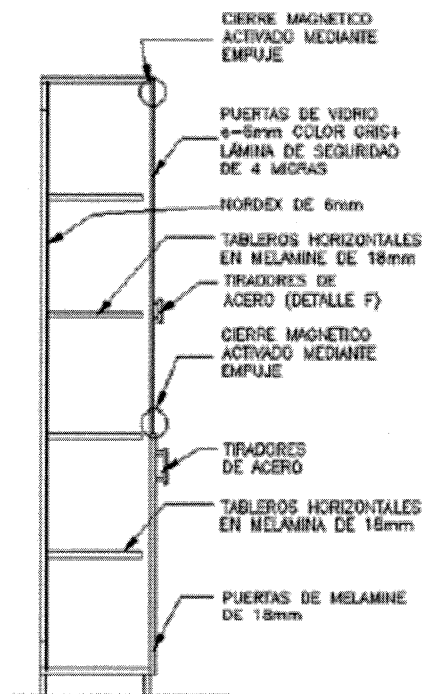 CIERRE MAGNETICO
ACTIVADO MEDIANTE
EMPUJE
PUERTAS DE VIDRIO
e=6mm COLOR GRIS+
LÁMINA DE SEGURIDAD
DE 4 MICRAS
NORDEX DE 6mm
TABLEROS HORIZONTALES
EN MELAMINE DE 18mm
TIRADORES DE
ACERO (DETALLE F)
CIERRE MAGNETICO
ACTIVADO MEDIANTE
EMPUJE
TIRADORES
DE ACERO
TABLEROS HORIZONTALES
EN MELAMINA DE 18mm
PUERTAS DE MELAMINE
DE 18mm